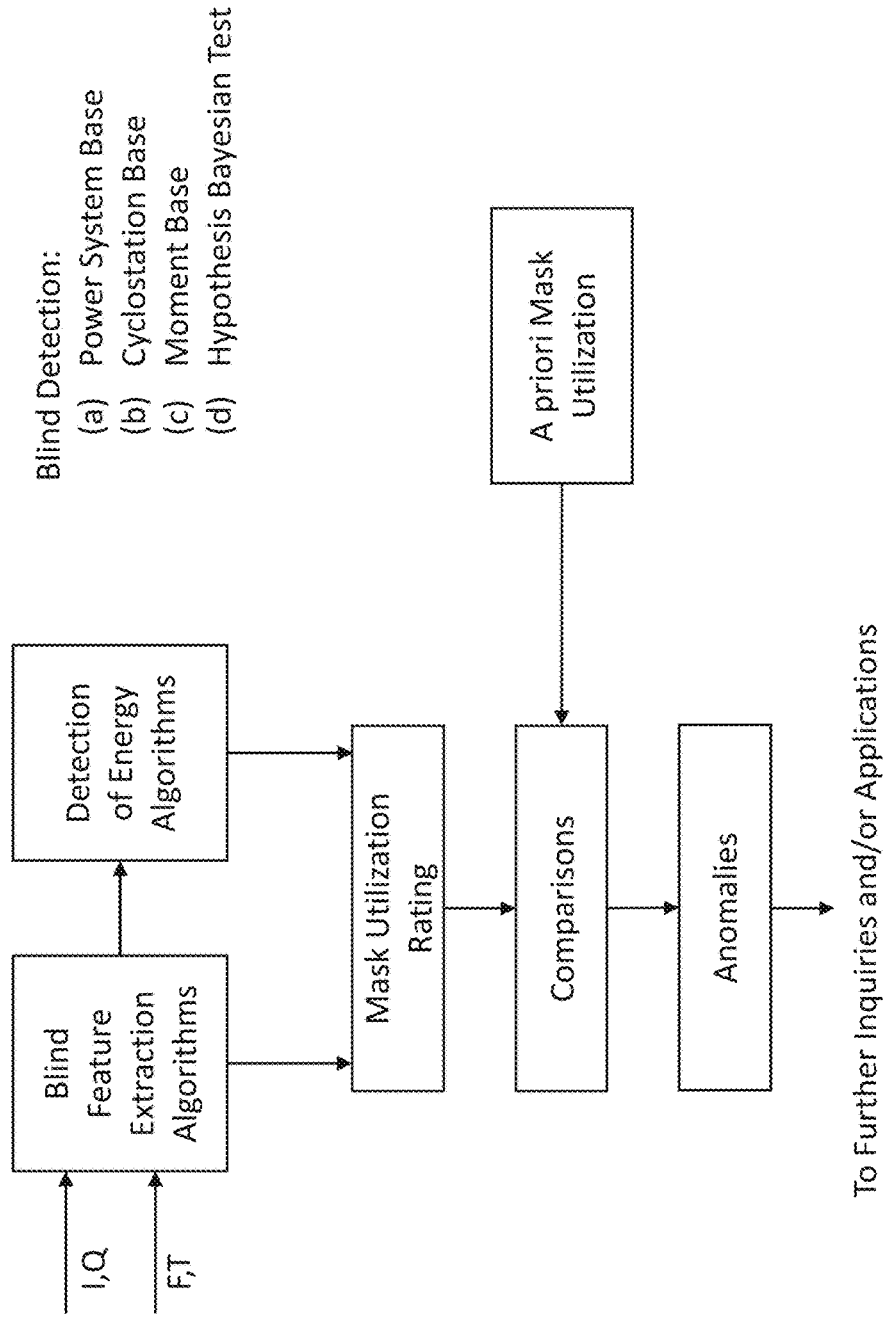 I,Q
F,T
Blind
Feature
Extraction
Algorithms
Detection
of Energy
Algorithms
Blind Detection:
(a) Power System Base
(b) Cyclostation Base
(c) Moment Base
(d) Hypothesis Bayesian Test
Mask Utilization
Rating
Comparisons
A priori Mask
Utilization
Anomalies
To Further Inquiries and/or Applications